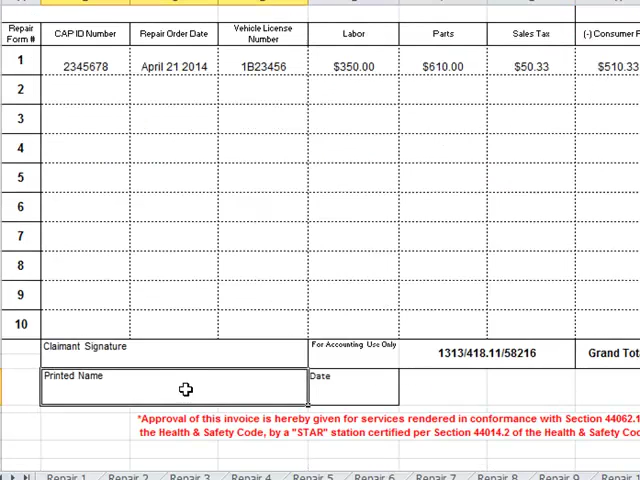 Repair Form # CAP ID Number Repair Order Date Vehicle License Number Labor Parts Sales Tax (-) Consumer
1 2345678 April 21 2014 1B23456 $350.00 $610.00 $50.33 $510.33
2
3
4
5
6
7
8
9
10
Claimant Signature For Accounting Use Only 1313/418.11/58216 Grand
Printed Name Date
*Approval of this invoice is hereby given for services rendered in conformance with Section 44062.1
the Health & Safety Code, by a "STAR" station certified per Section 44014.2 of the Health & Safety
Repair 1 Repair 2 Repair 3 Repair 4 Repair 5 Repair 6 Repair 7 Repair 8 Repair 9